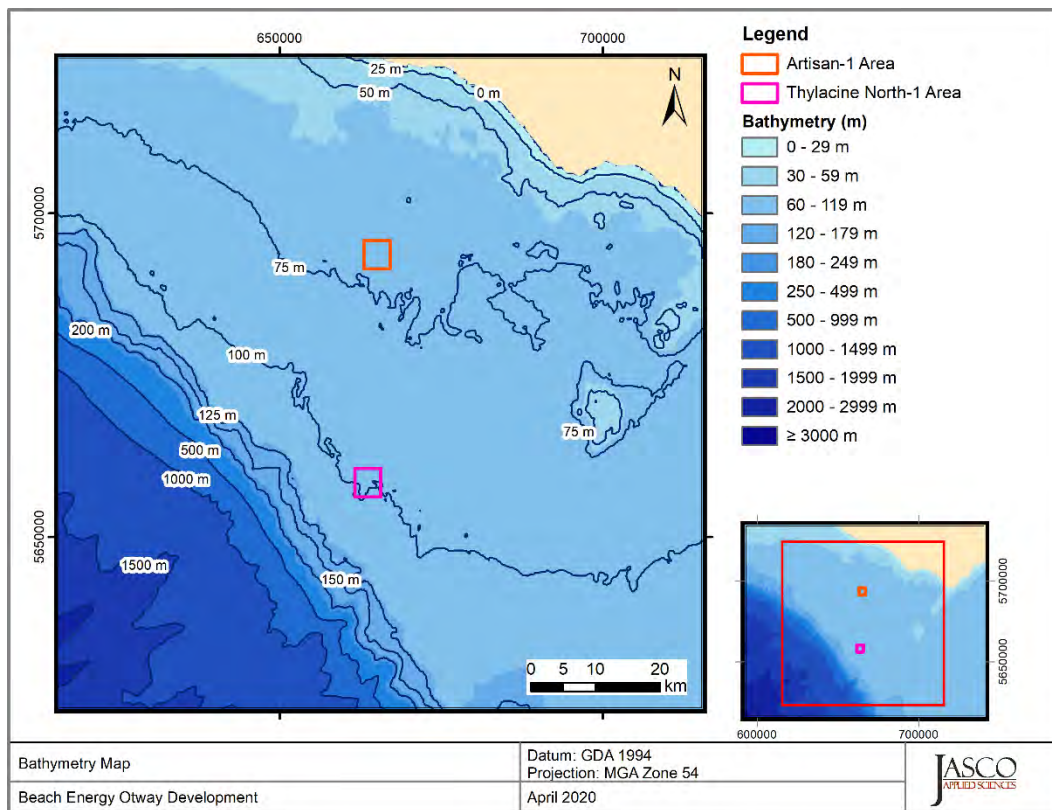 650000
700000
5700000
5650000
25 m
50 m
0 m
N
75 m
100 m
200 m
125 m
500 m
1000 m
75 m
1500 m
150 m
0 5 10 20
km
Legend
Artisan-1 Area
Thylacine North-1 Area
Bathymetry (m)
0 - 29 m
30 - 59 m
60 - 119 m
120 - 179 m
180 - 249 m
250 - 499 m
500 - 999 m
1000 - 1499 m
1500 - 1999 m
2000 - 2999 m
≥ 3000 m
5700000
5650000
600000
700000
Bathymetry Map
Datum: GDA 1994
Projection: MGA Zone 54
Beach Energy Otway Development
April 2020
JASCO
APPLIED SCIENCES